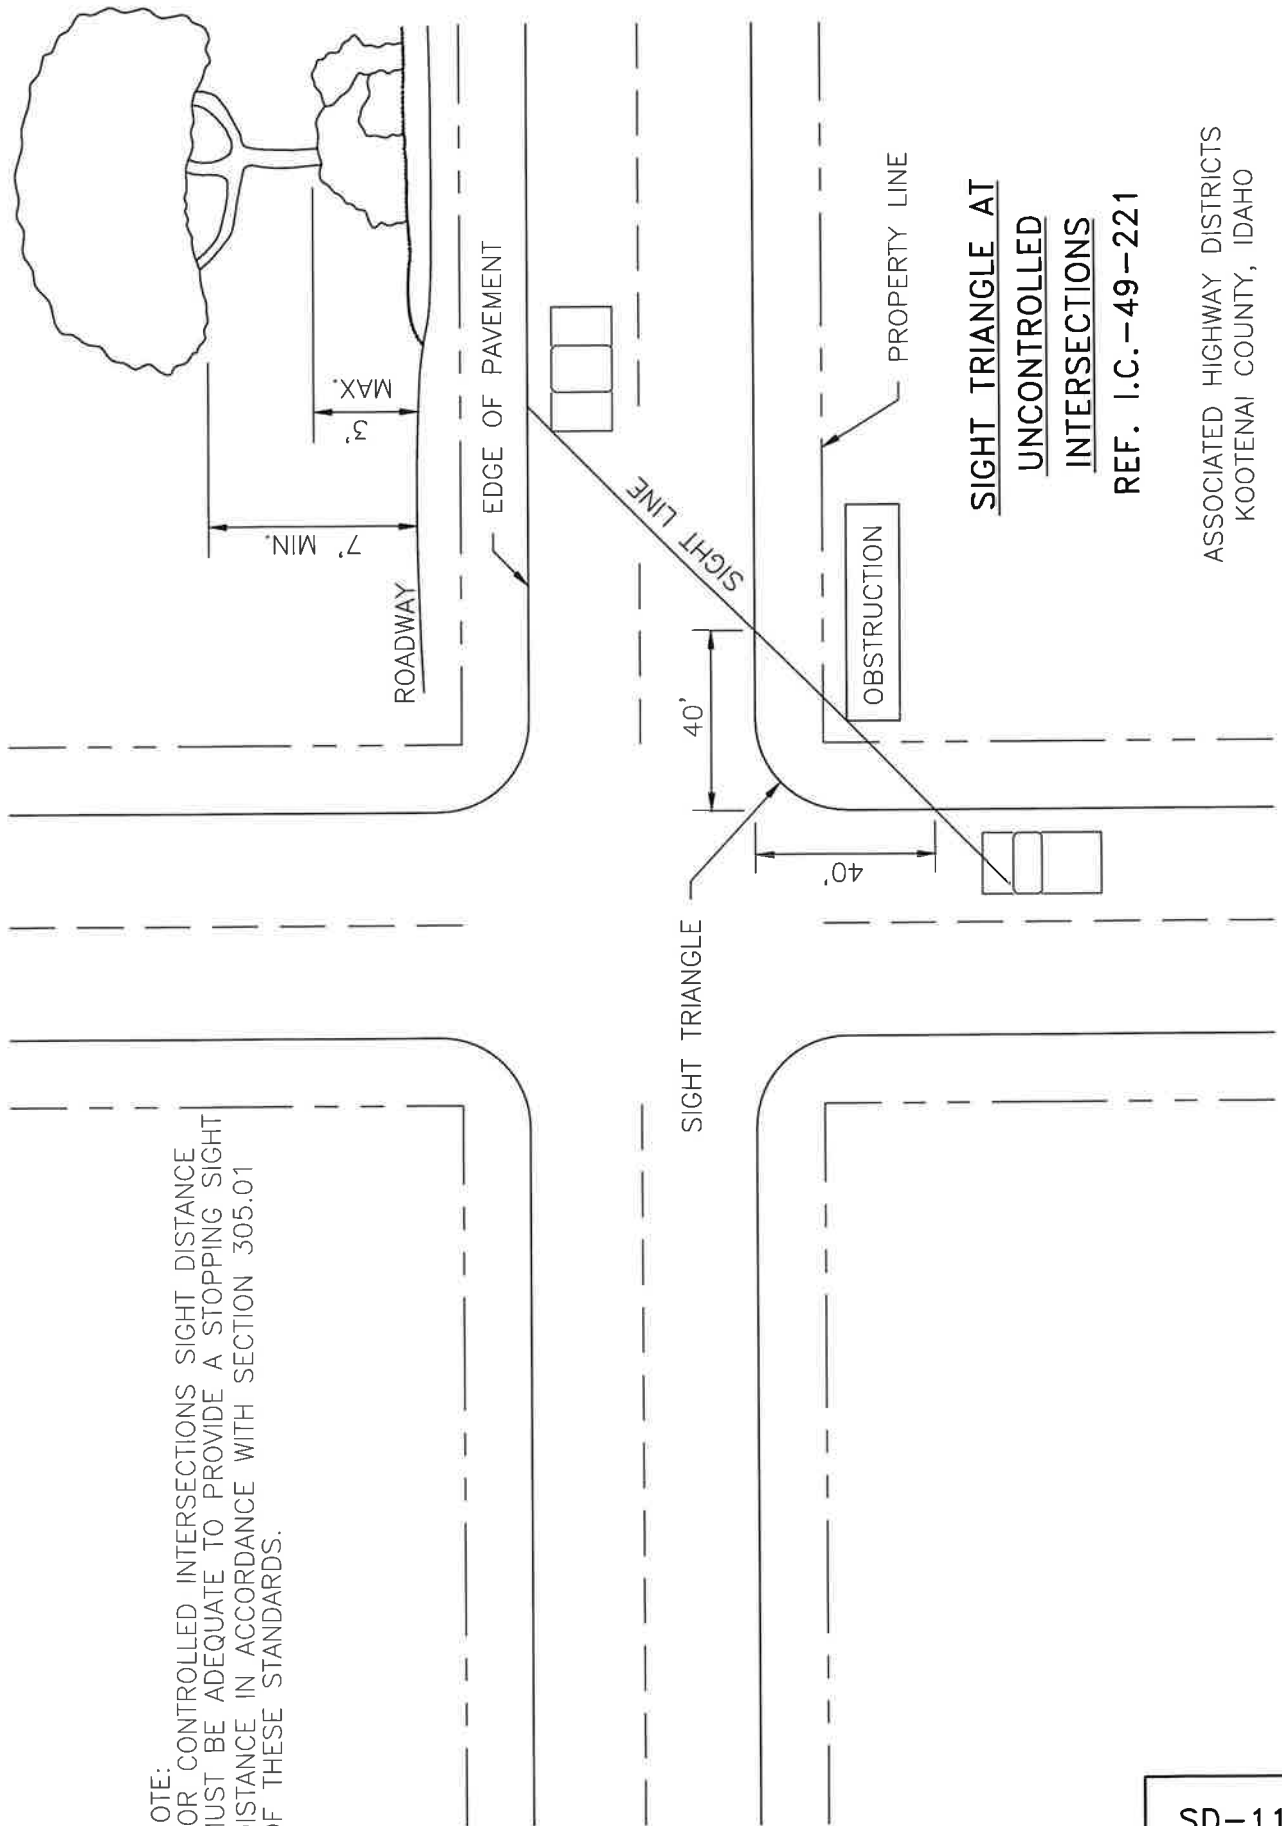 OTE:
OR CONTROLLED INTERSECTIONS SIGHT DISTANCE
UST BE ADEQUATE TO PROVIDE A STOPPING SIGHT
ISTANCE IN ACCORDANCE WITH SECTION 305.01
F THESE STANDARDS.
ROADWAY
7' MIN.
3'
MAX.
EDGE OF PAVEMENT
SIGHT LINE
40'
40'
SIGHT TRIANGLE
OBSTRUCTION
PROPERTY LINE
SIGHT TRIANGLE AT
UNCONTROLLED
INTERSECTIONS
REF. I.C.-49-221
ASSOCIATED HIGHWAY DISTRICTS
KOOTENAI COUNTY, IDAHO
SD-11